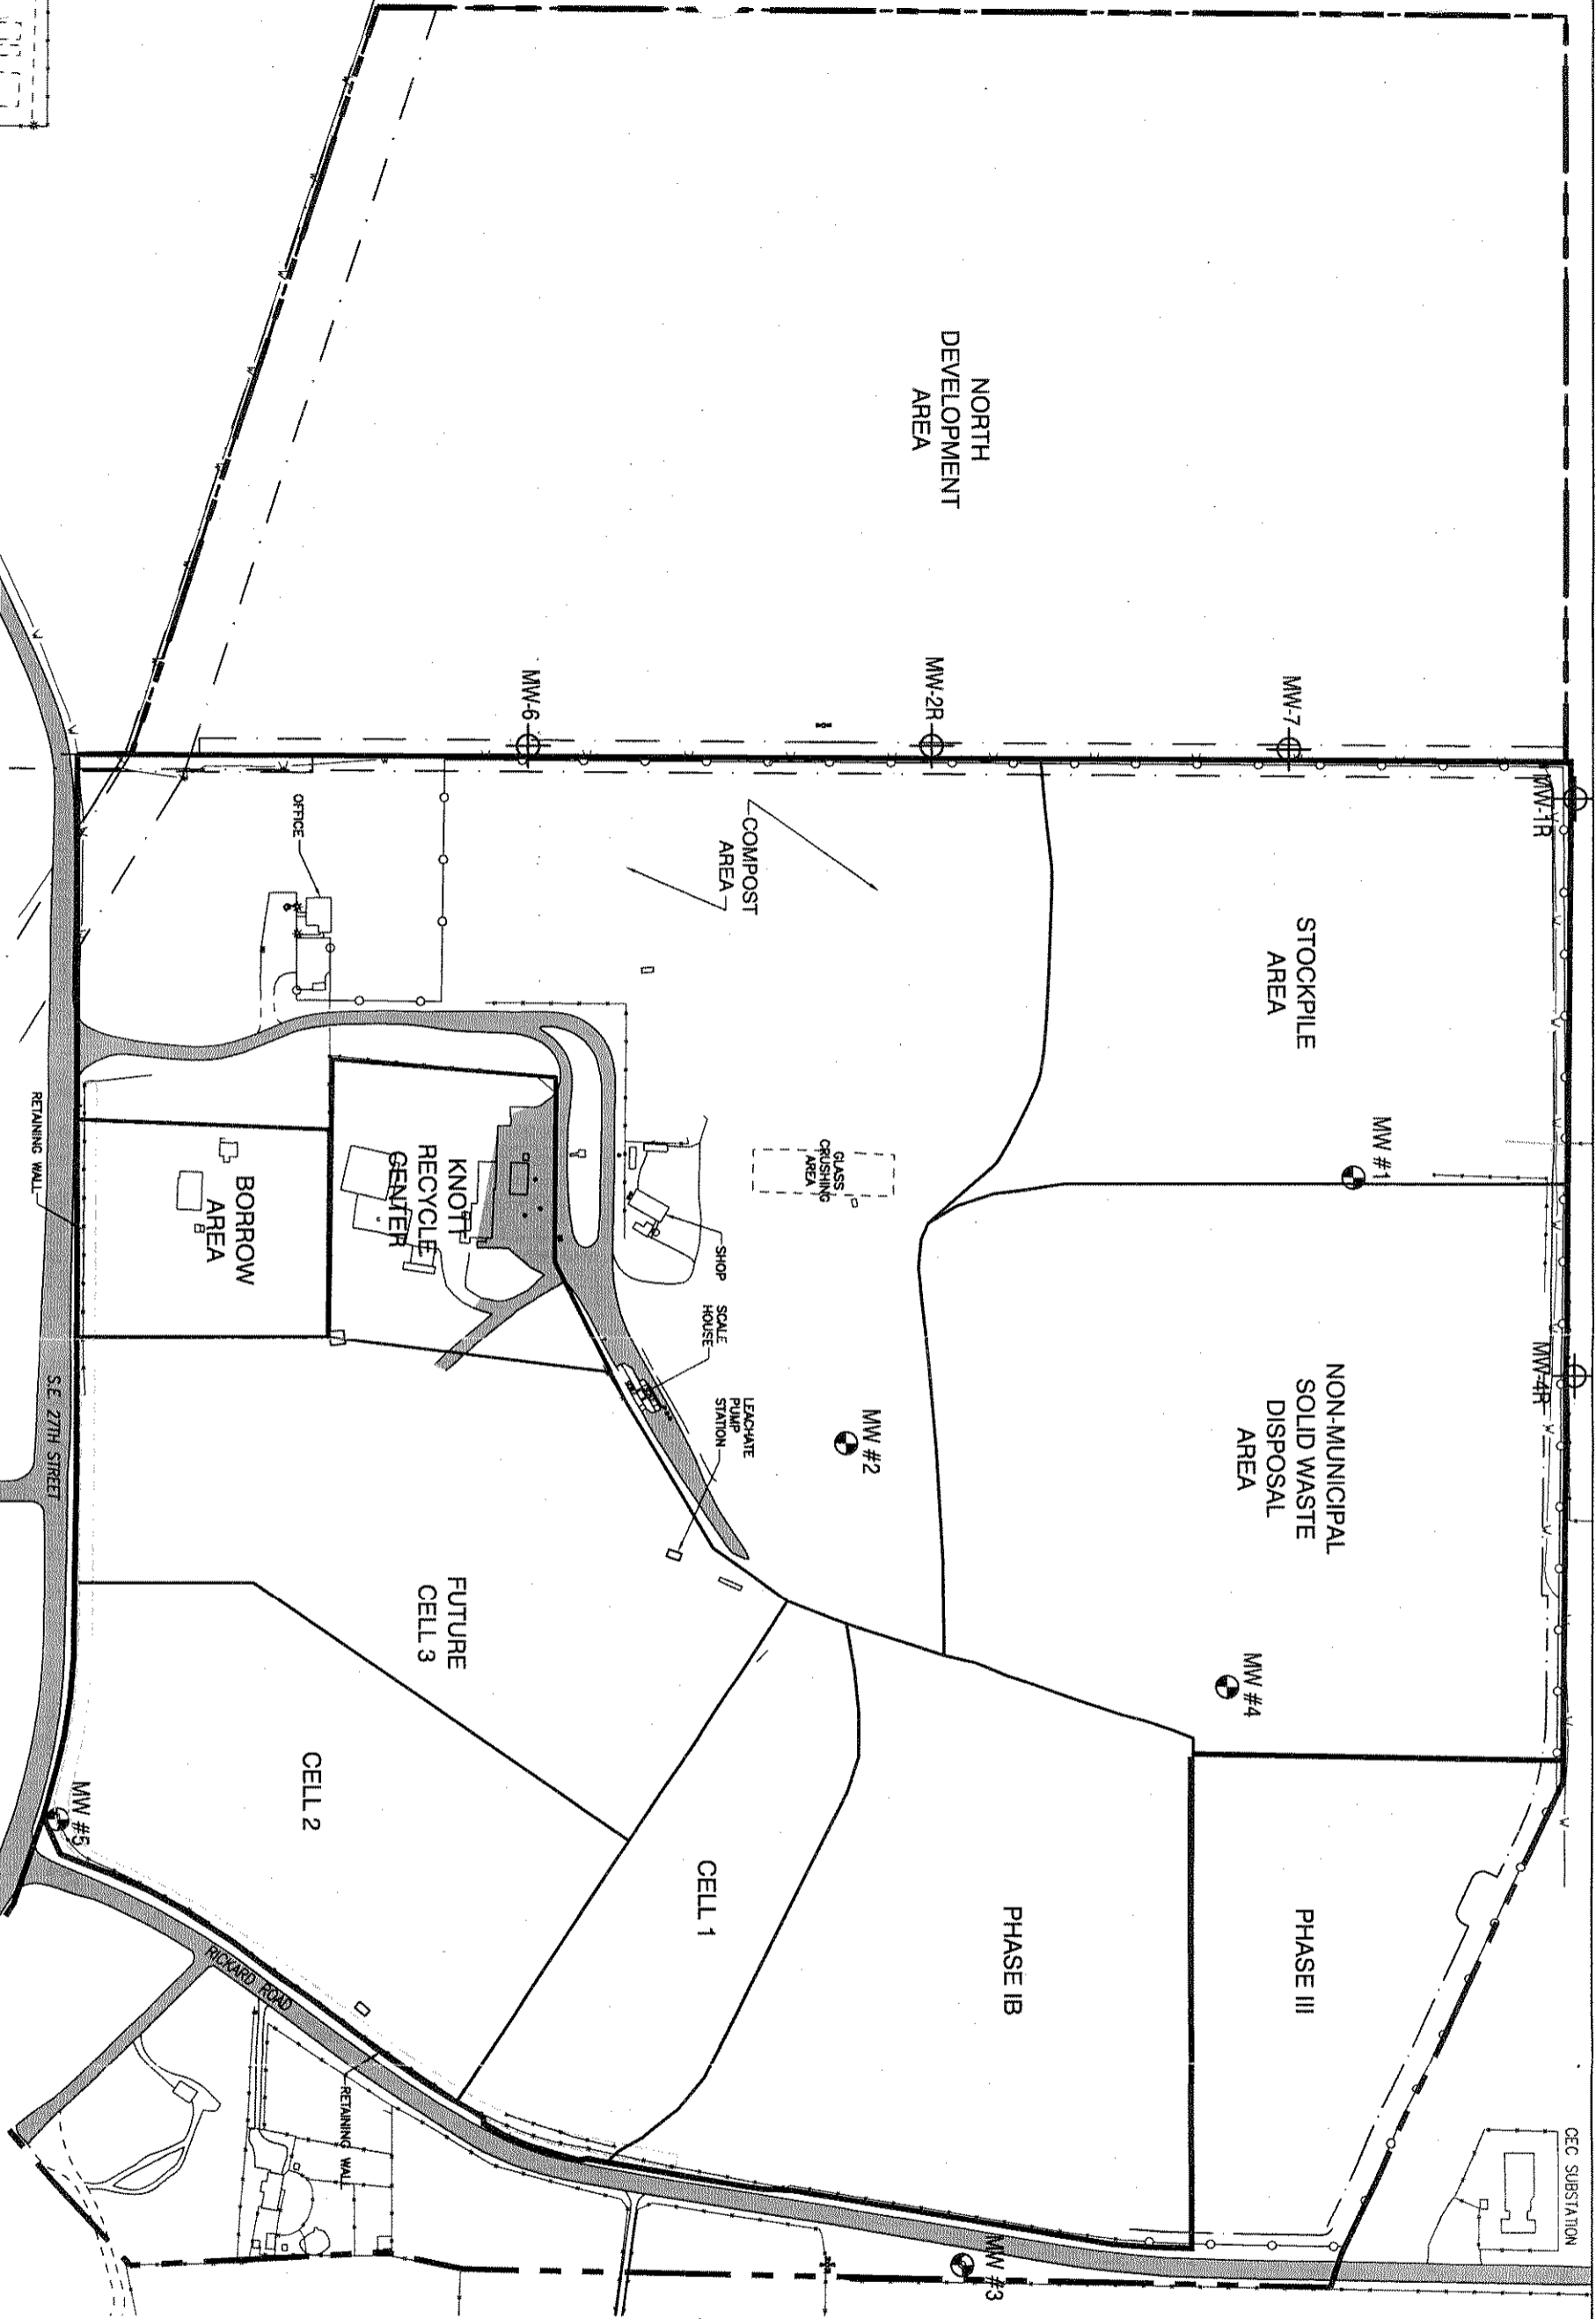 NORTH
DEVELOPMENT
AREA
MW-6
MW-2R
MW-7
MW-1R
OFFICE
COMPOST
AREA
STOCKPILE
AREA
RETAINING WALL
BORROW
AREA
KNOTT
RECYCLE
CENTER
GLASS
CRUSHING
AREA
SHOP
SCALE
HOUSE
MW #1
MW-4R
NON-MUNICIPAL
SOLID WASTE
DISPOSAL
AREA
MW #2
LEACHATE
PUMP
STATION
S.E. 27TH STREET
FUTURE
CELL 3
MW #4
CELL 2
MW #5
CELL 1
PHASE IB
PHASE III
RICKARD ROAD
RETAINING WALL
MW #3
CEC SUBSTATION